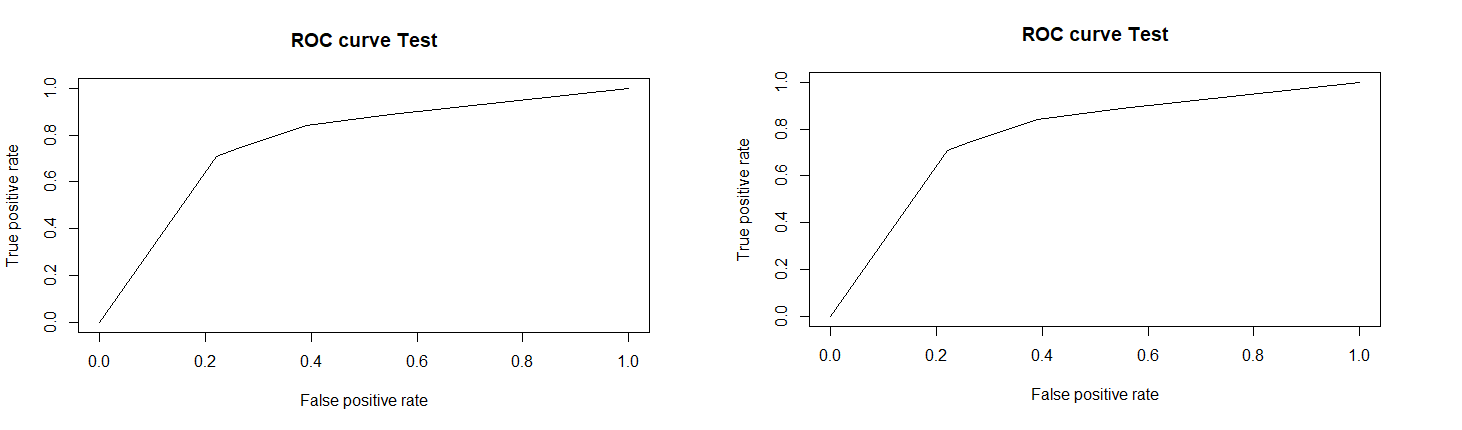 ROC curve Test
True positive rate
1.0
0.8
0.6
0.4
0.2
0.0
0.0 0.2 0.4 0.6 0.8 1.0
False positive rate
ROC curve Test
True positive rate
1.0
0.8
0.6
0.4
0.2
0.0
0.0 0.2 0.4 0.6 0.8 1.0
False positive rate